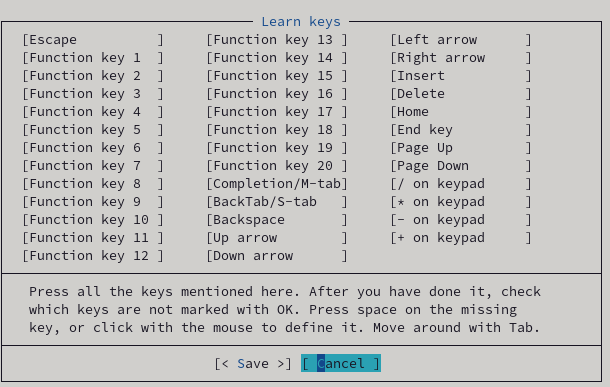 Learn keys
[Escape          ]     [Function key 13 ]     [Left arrow      ]
[Function key 1  ]     [Function key 14 ]     [Right arrow     ]
[Function key 2  ]     [Function key 15 ]     [Insert          ]
[Function key 3  ]     [Function key 16 ]     [Delete          ]
[Function key 4  ]     [Function key 17 ]     [Home            ]
[Function key 5  ]     [Function key 18 ]     [End key         ]
[Function key 6  ]     [Function key 19 ]     [Page Up         ]
[Function key 7  ]     [Function key 20 ]     [Page Down       ]
[Function key 8  ]     [Completion/M-tab]     [/ on keypad     ]
[Function key 9  ]     [BackTab/S-tab   ]     [* on keypad     ]
[Function key 10 ]     [Backspace       ]     [- on keypad     ]
[Function key 11 ]     [Up arrow        ]     [+ on keypad     ]
[Function key 12 ]     [Down arrow      ]
Press all the keys mentioned here. After you have done it, check
which keys are not marked with OK. Press space on the missing
key, or click with the mouse to define it. Move around with Tab.
[< Save >] [ Cancel ]